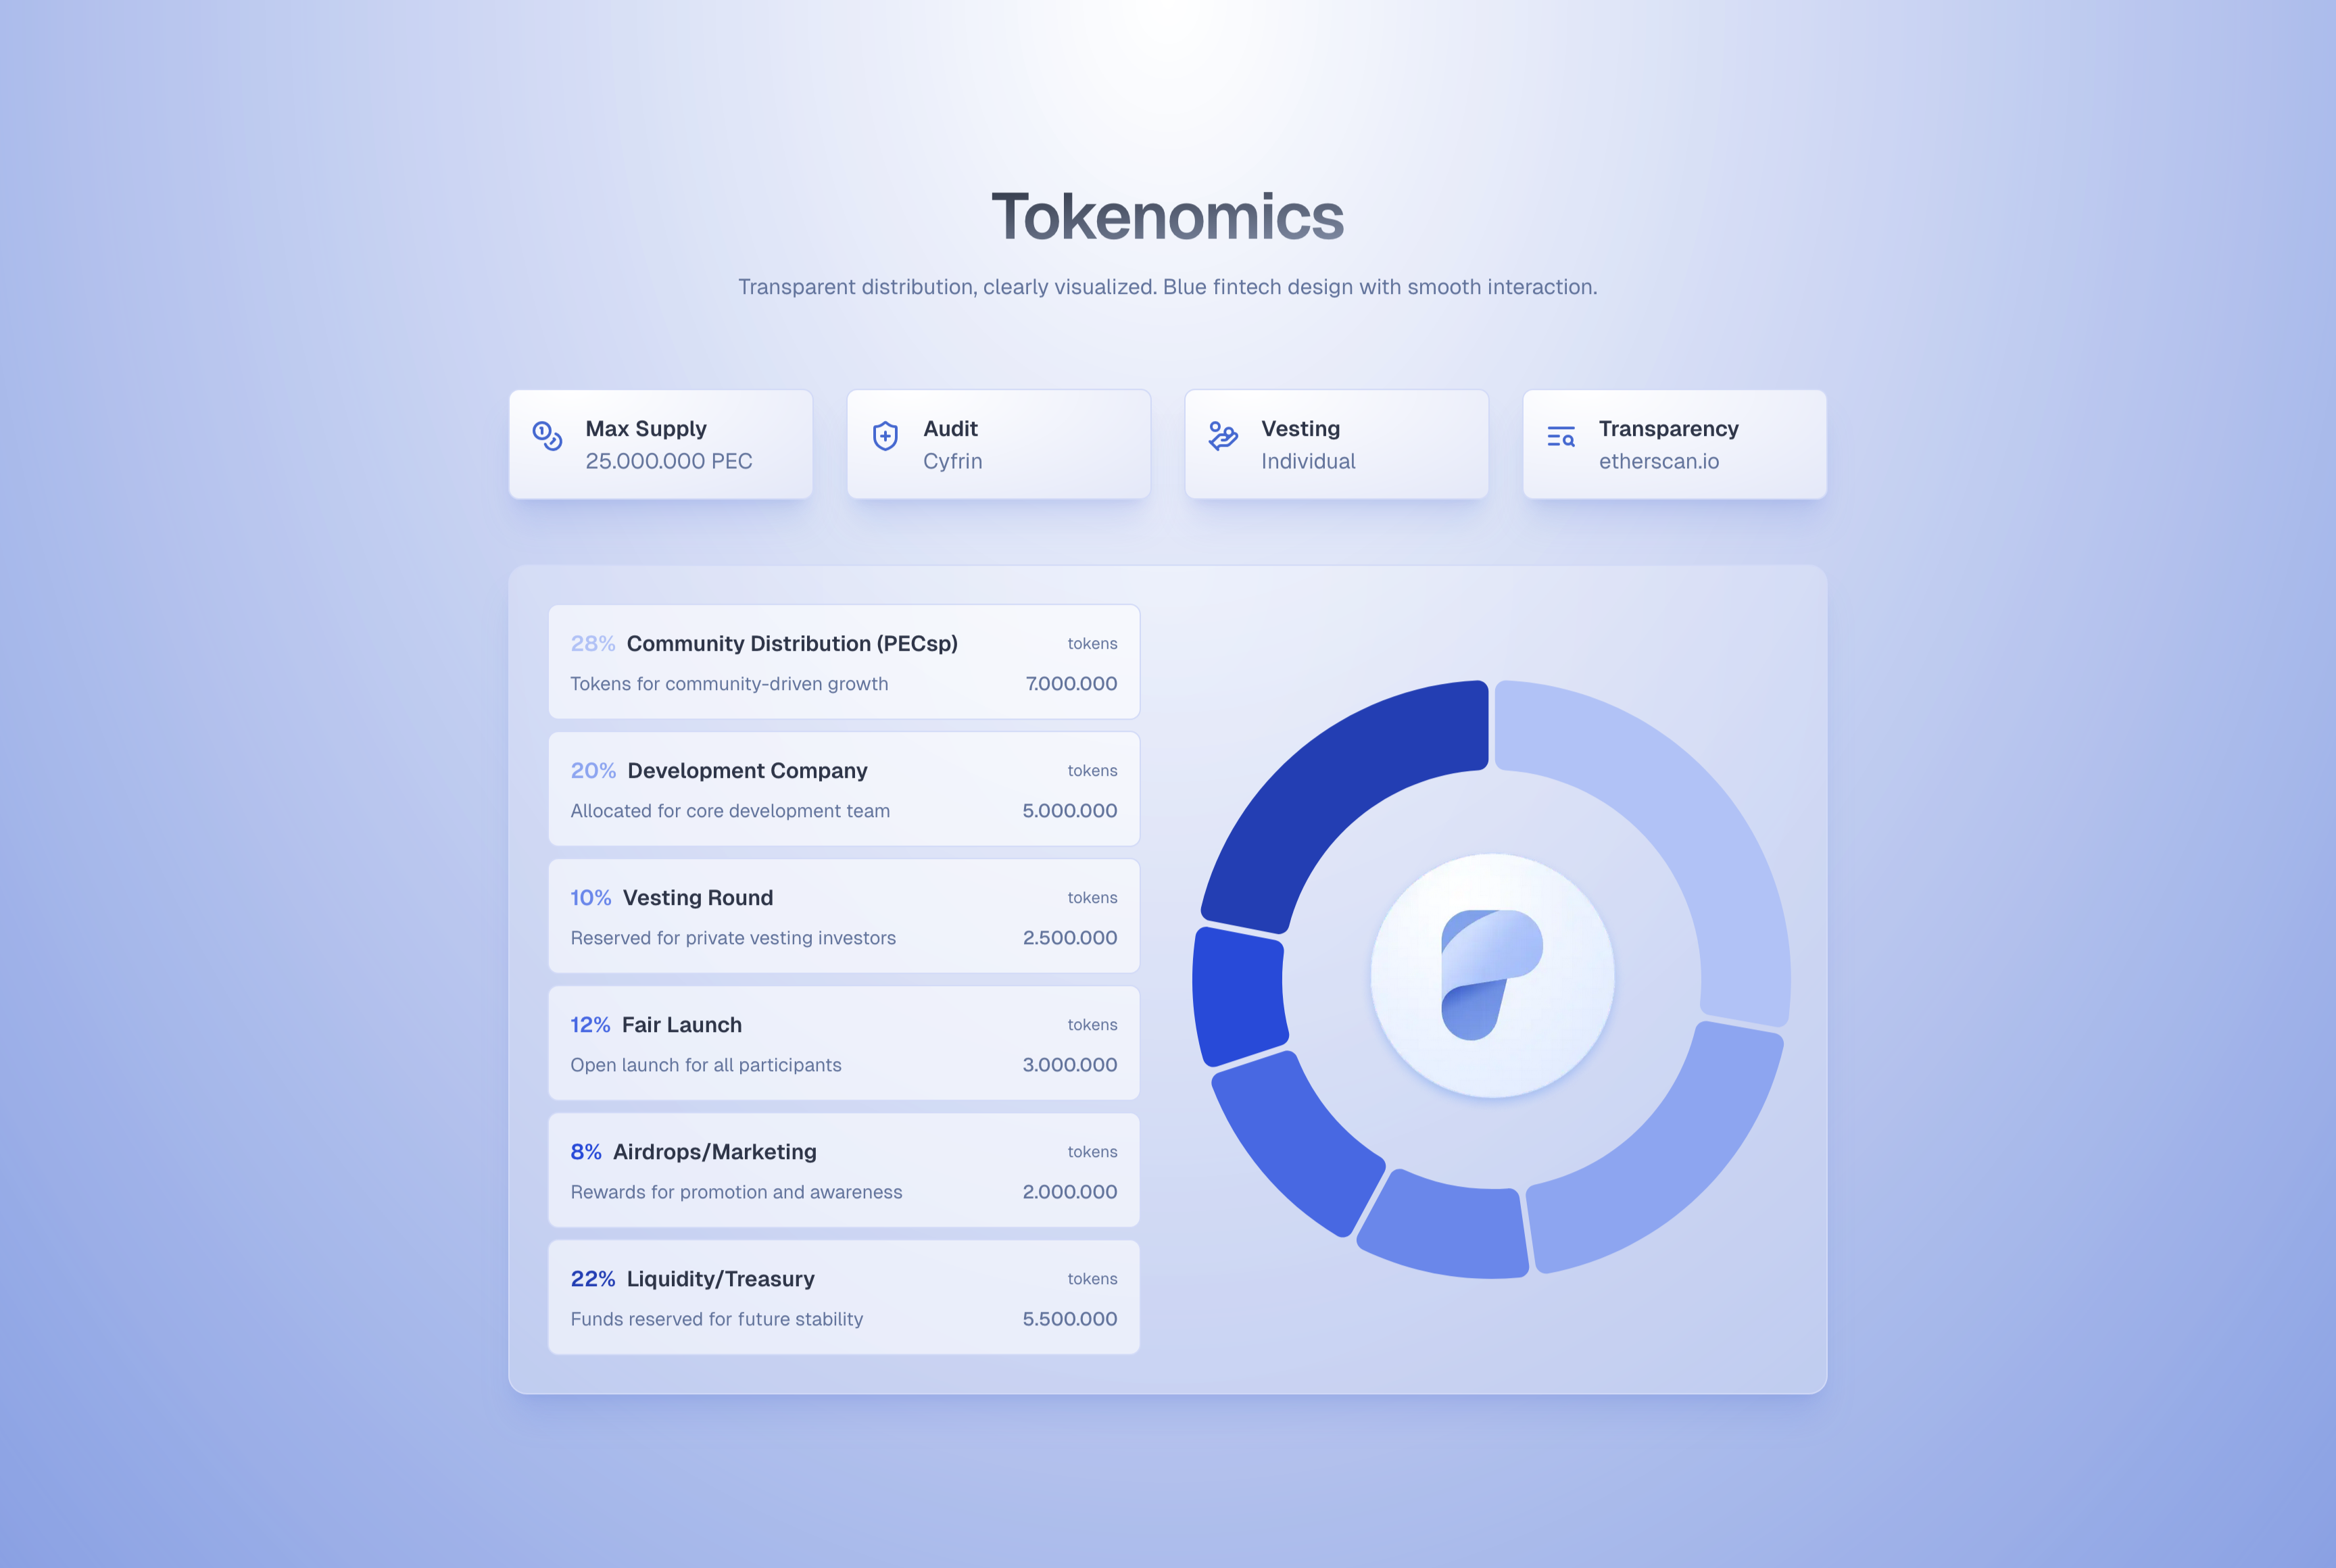 Tokenomics
Transparent distribution, clearly visualized. Blue fintech design with smooth interaction.
Max Supply
25.000.000 PEC
Audit
Cyfrin
Vesting
Individual
Transparency
etherscan.io
28% Community Distribution (PECsp) tokens
Tokens for community-driven growth 7.000.000
20% Development Company tokens
Allocated for core development team 5.000.000
10% Vesting Round tokens
Reserved for private vesting investors 2.500.000
12% Fair Launch tokens
Open launch for all participants 3.000.000
8% Airdrops/Marketing tokens
Rewards for promotion and awareness 2.000.000
22% Liquidity/Treasury tokens
Funds reserved for future stability 5.500.000